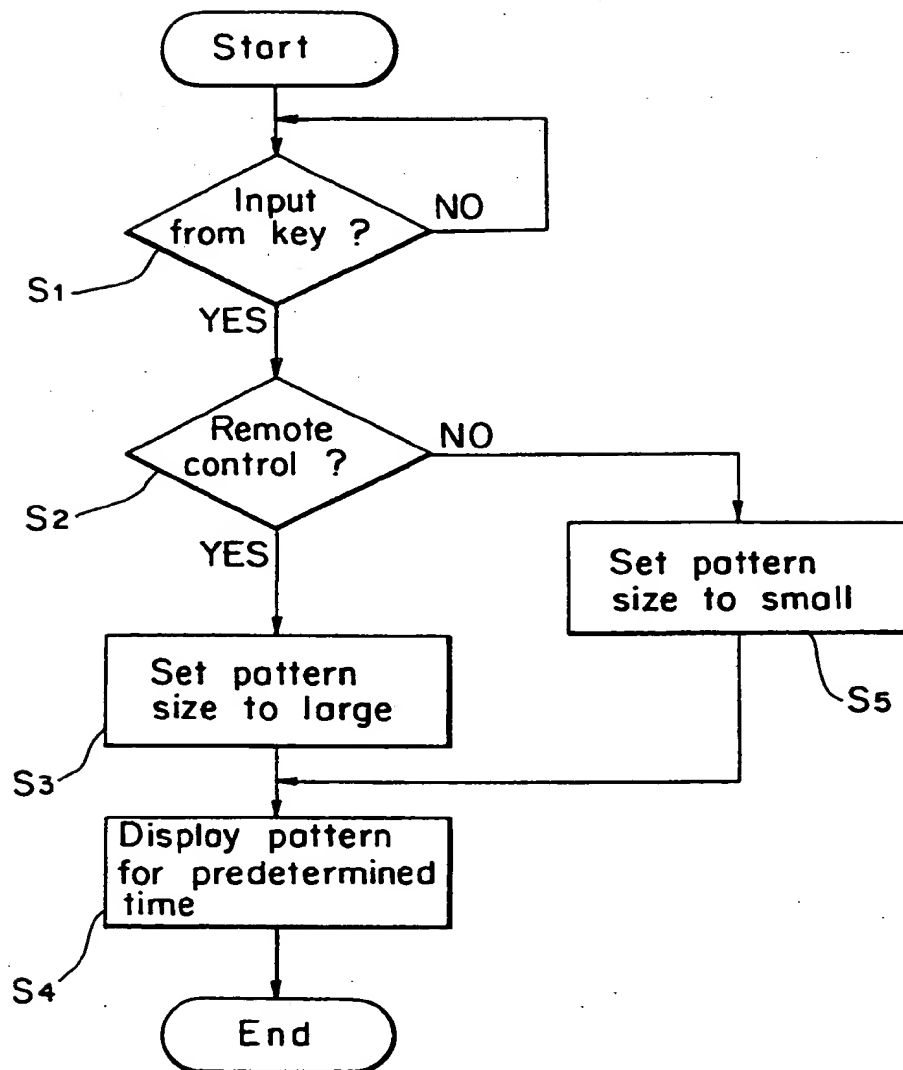 Start
Input
from key ?
NO
S1
YES
Remote
control ?
NO
S2
YES
Set pattern
size to small
S5
Set pattern
size to large
S3
Display pattern
for predetermined
time
S4
End